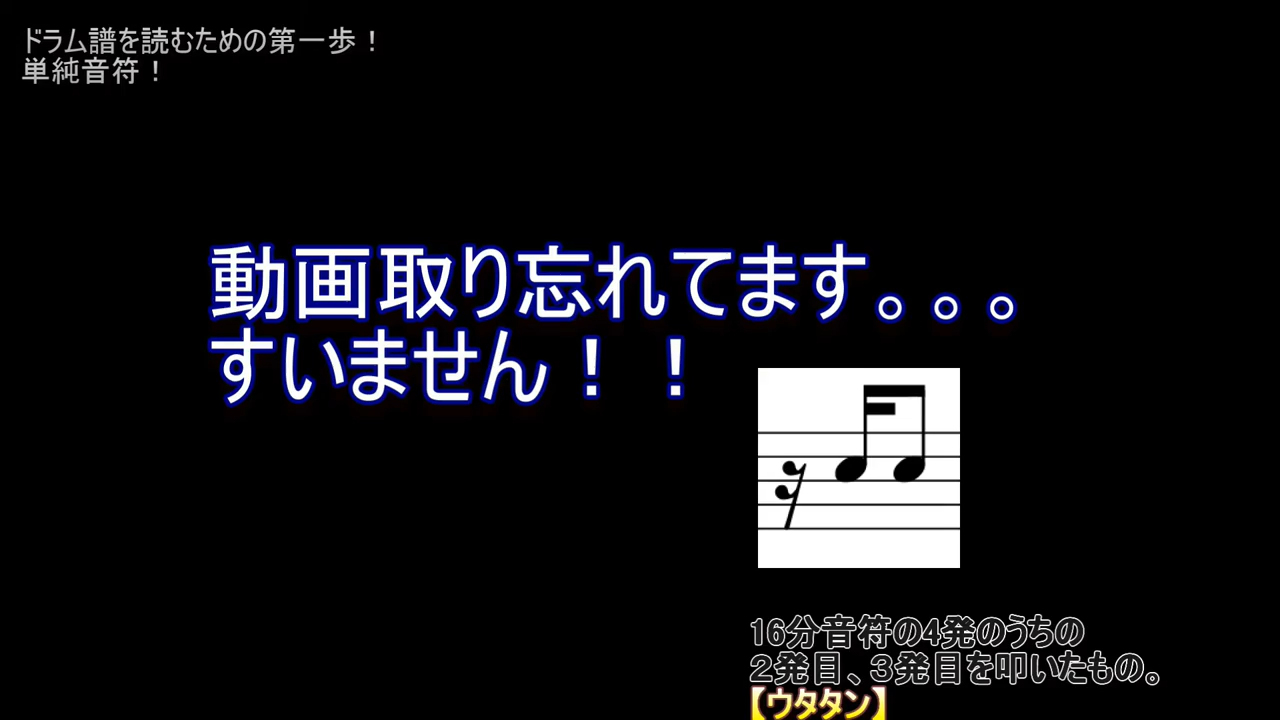 ドラム譜を読むための第一歩！
単純音符！
動画取り忘れてます。。。
すいません！！
16分音符の4発のうちの
２発目、３発目を叩いたもの。
【ウタタン】